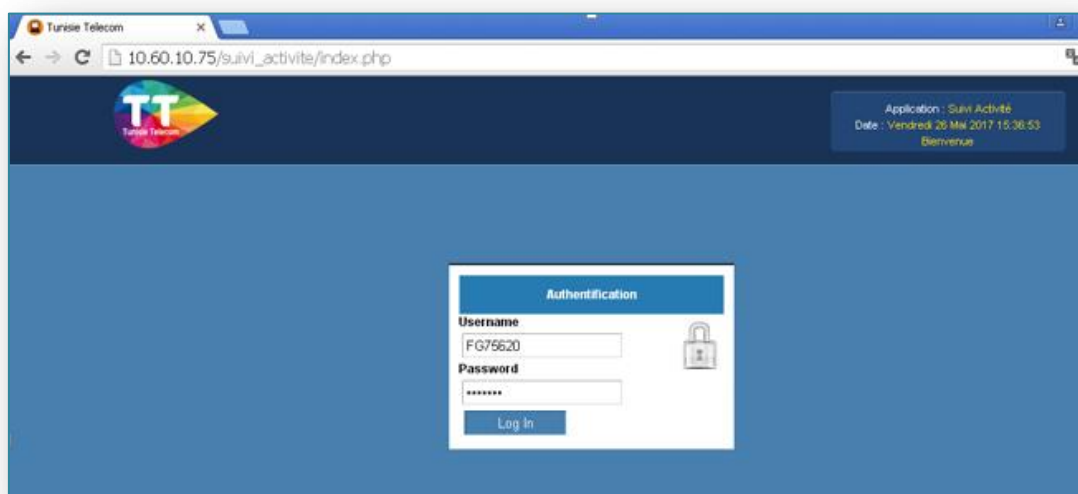 Tunisie Telecom
10.60.10.75/suivi_activite/index.php
TT
Tunisie Telecom
Application : Suivi Activité
Date : Vendredi 26 Mai 2017 15:36:53
Bienvenue
Authentification
Username
FG75620
Password
•••••••
Log In